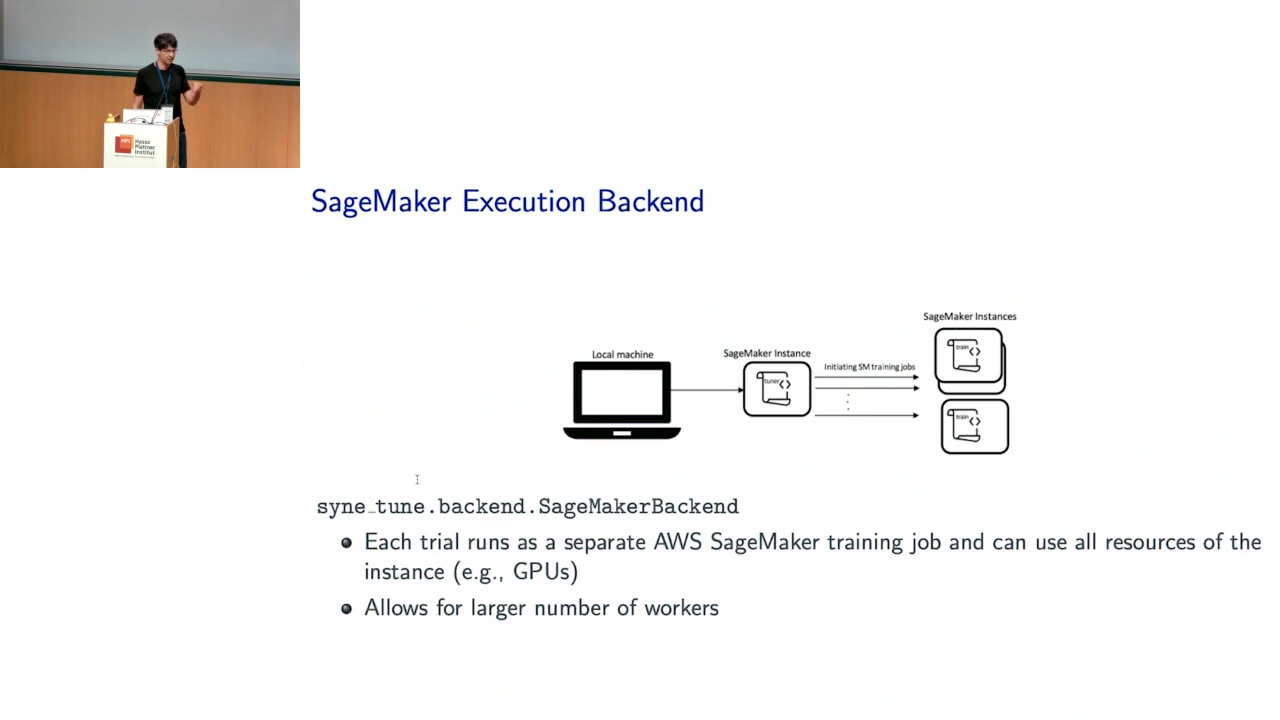 HPI
Hasso
Plattner
Institut
SageMaker Execution Backend
SageMaker Instances
Local machine
SageMaker Instance
Initiating SM training jobs
train
tuner
train
syne_tune.backend.SageMakerBackend
Each trial runs as a separate AWS SageMaker training job and can use all resources of the
instance (e.g., GPUs)
Allows for larger number of workers